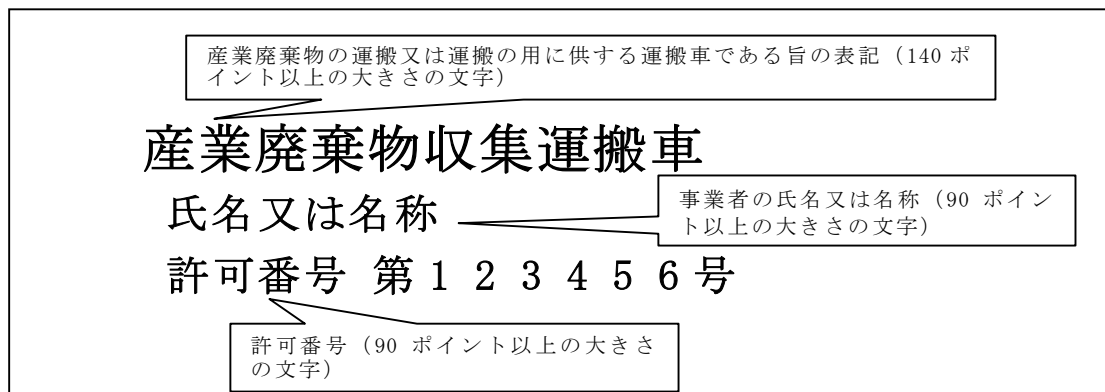 産業廃棄物の運搬又は運搬の用に供する運搬車である旨の表記（140 ポ
イント以上の大きさの文字）
産業廃棄物収集運搬車
氏名又は名称
事業者の氏名又は名称（90 ポイン
ト以上の大きさの文字）
許可番号 第１２３４５６号
許可番号（90 ポイント以上の大きさ
の文字）